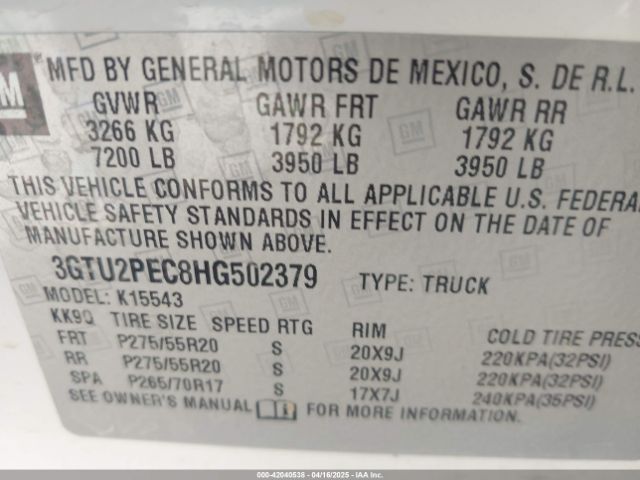 GM
MFD BY GENERAL MOTORS DE MEXICO, S. DE R.L.
GVWR GAWR FRT GAWR RR
3266 KG 1792 KG 1792 KG
7200 LB 3950 LB 3950 LB
THIS VEHICLE CONFORMS TO ALL APPLICABLE U.S. FEDERAL
VEHICLE SAFETY STANDARDS IN EFFECT ON THE DATE OF
MANUFACTURE SHOWN ABOVE.
3GTU2PEC8HG502379 TYPE: TRUCK
MODEL: K15543
KK9Q TIRE SIZE SPEED RTG RIM COLD TIRE PRESS
FRT P275/55R20 S 20X9J 220KPA(32PSI)
RR P275/55R20 S 20X9J 220KPA(32PSI)
SPA P265/70R17 S 17X7J 240KPA(35PSI)
SEE OWNER'S MANUAL FOR MORE INFORMATION.
000-42040538 - 04/16/2025 - IAA Inc.